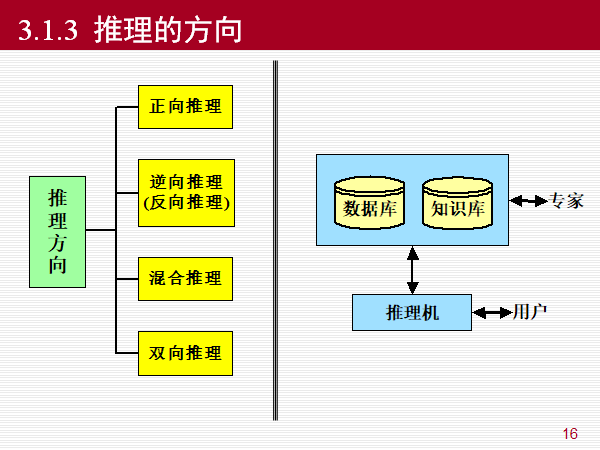 3.1.3 推理的方向
推
理
方
向
正向推理
逆向推理
(反向推理)
混合推理
双向推理
数据库
知识库
专家
推理机
用户
16